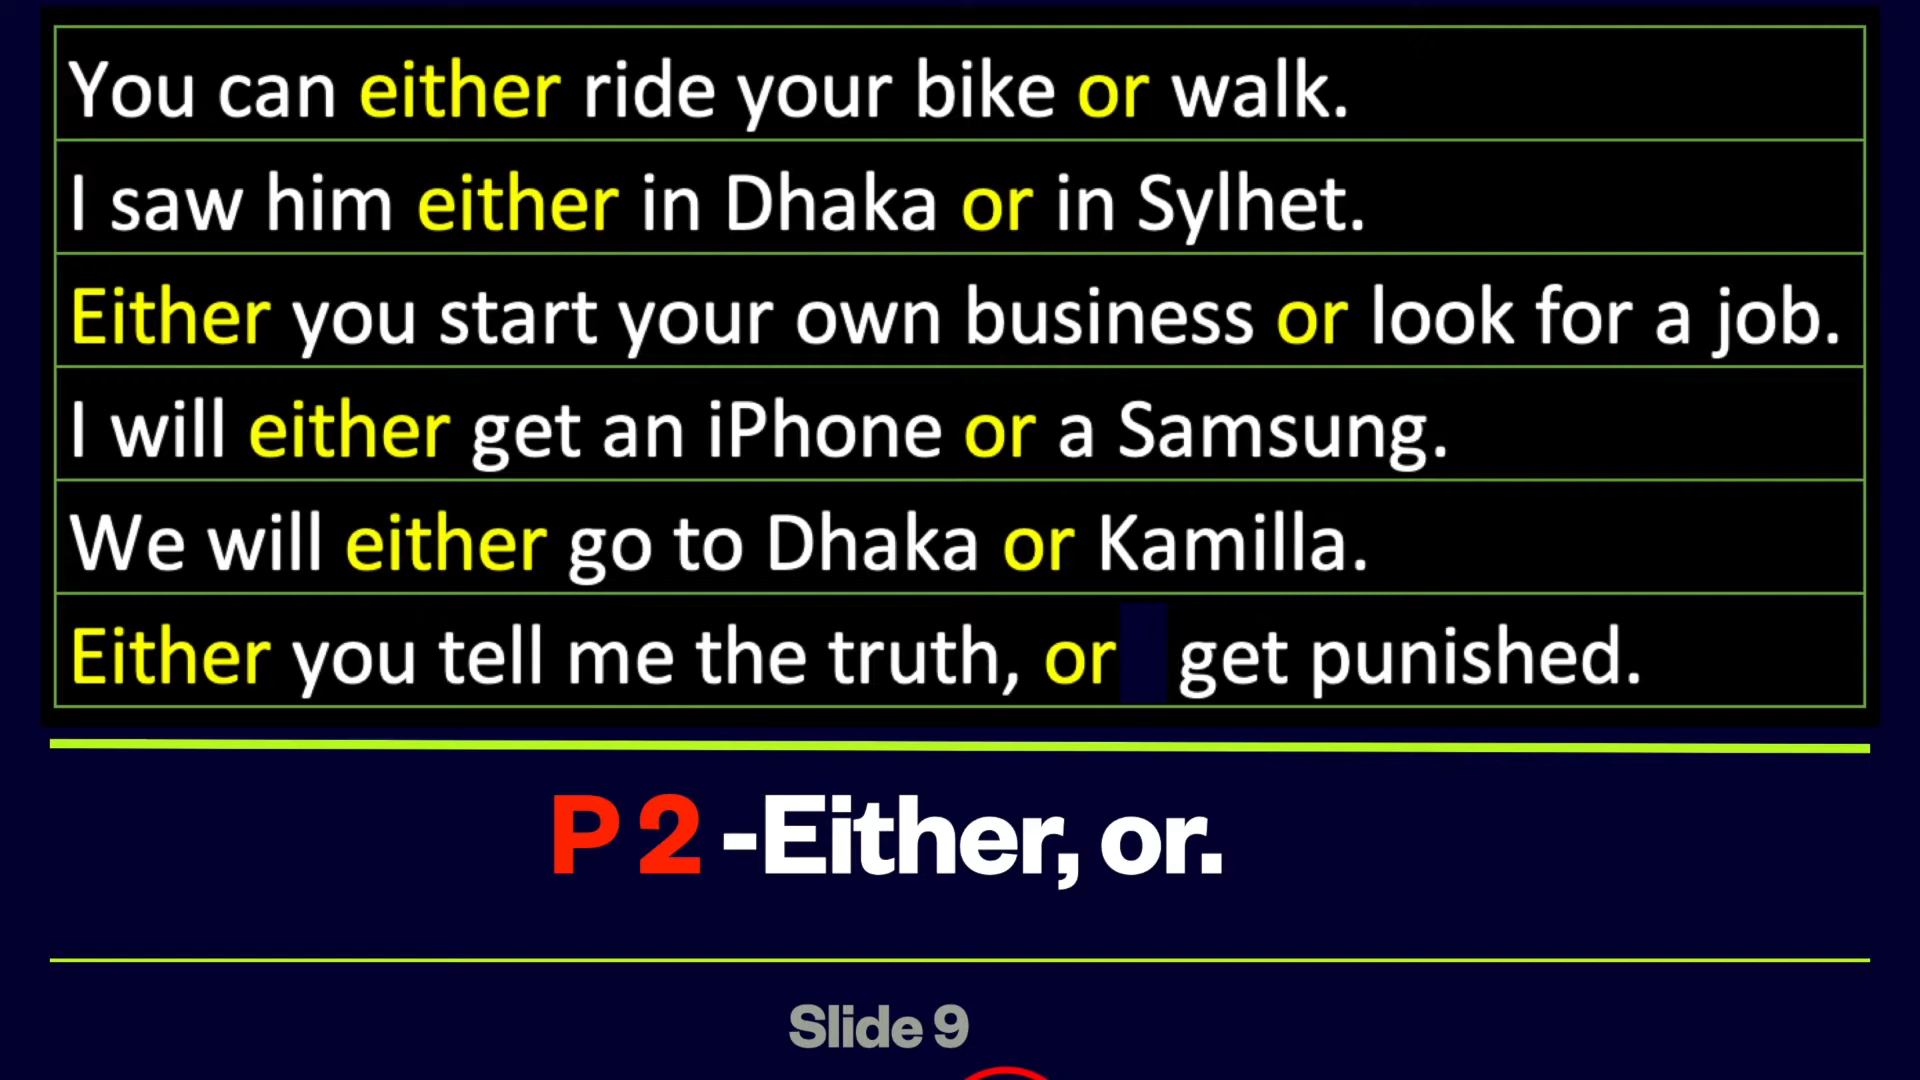 You can either ride your bike or walk.
I saw him either in Dhaka or in Sylhet.
Either you start your own business or look for a job.
I will either get an iPhone or a Samsung.
We will either go to Dhaka or Kamilla.
Either you tell me the truth, or get punished.
P 2 -Either, or.
Slide 9